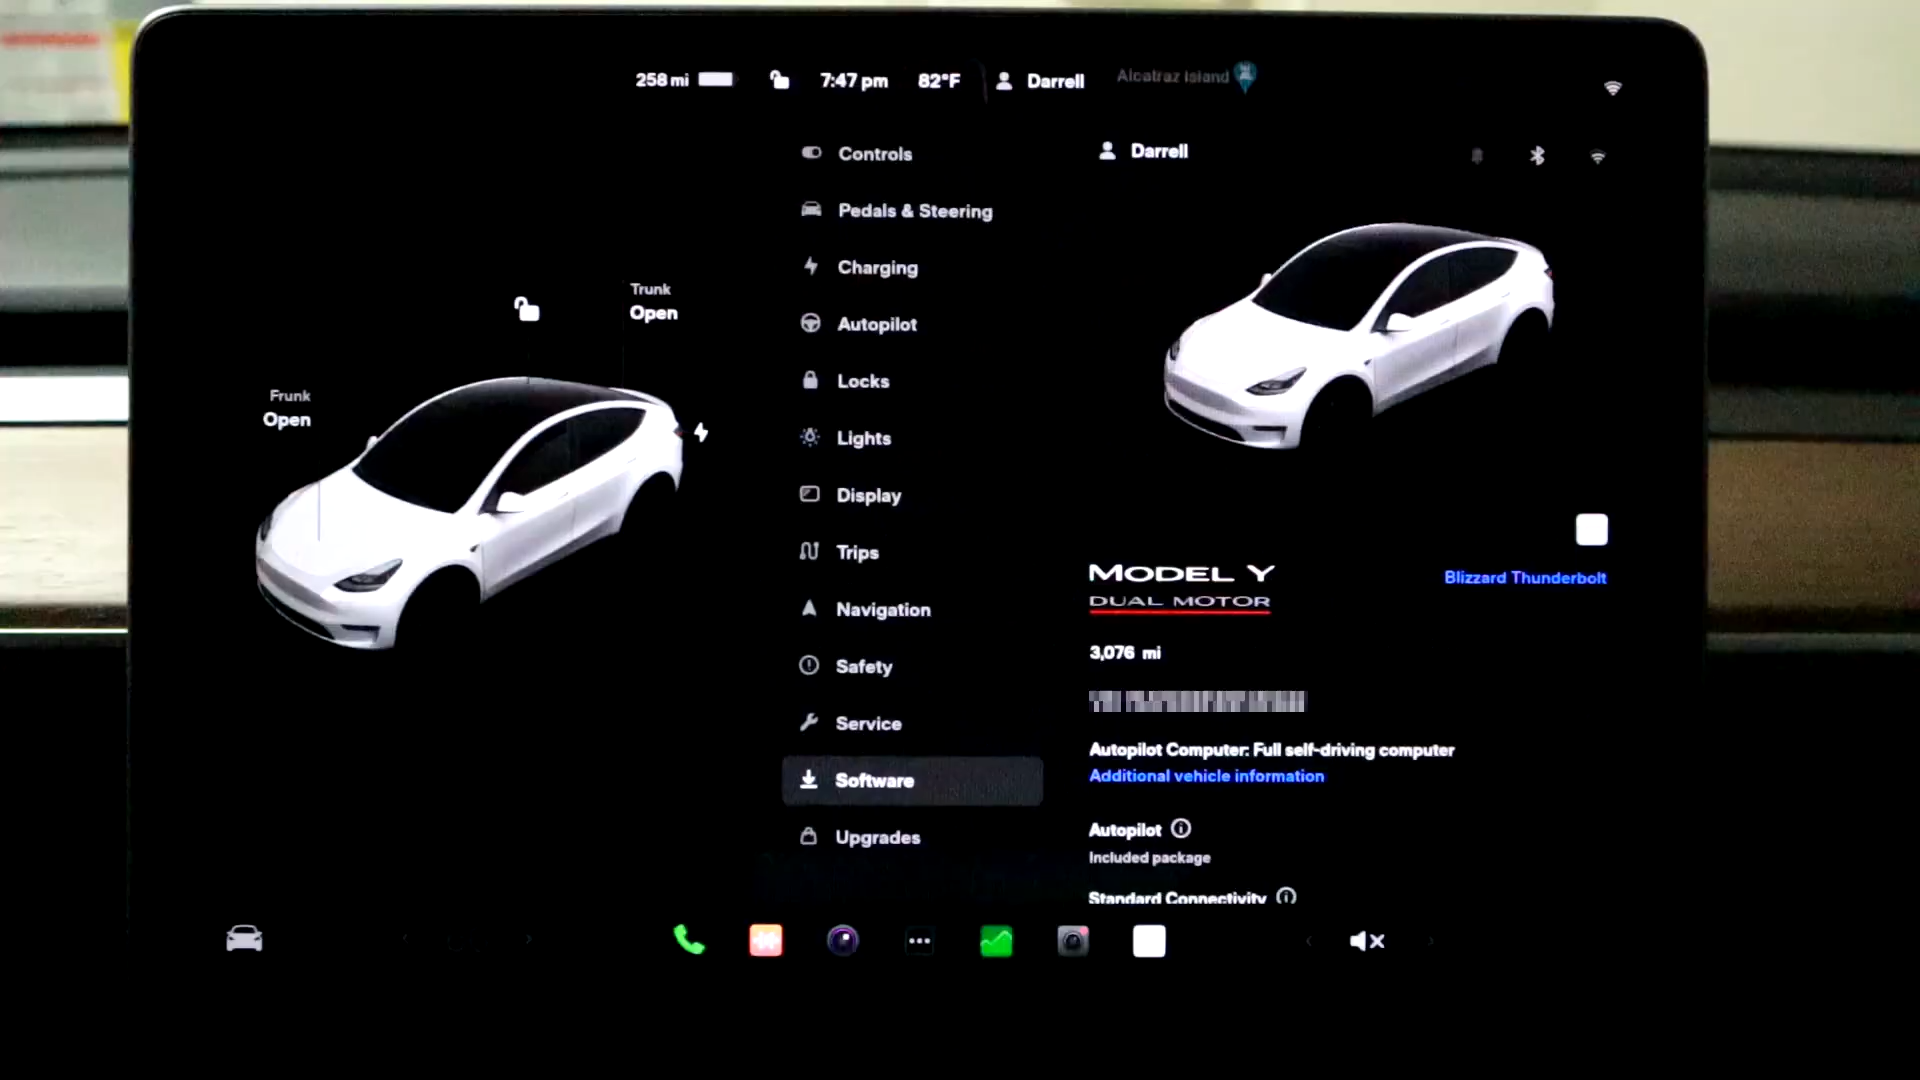 258 mi
7:47 pm
82°F
Darrell
Alcatraz Island
Controls
Pedals & Steering
Charging
Autopilot
Locks
Lights
Display
Trips
Navigation
Safety
Service
Software
Upgrades
Trunk
Open
Frunk
Open
Darrell
MODEL Y
DUAL MOTOR
Blizzard Thunderbolt
3,076 mi
Autopilot Computer: Full self-driving computer
Additional vehicle information
Autopilot
Included package
Standard Connectivity